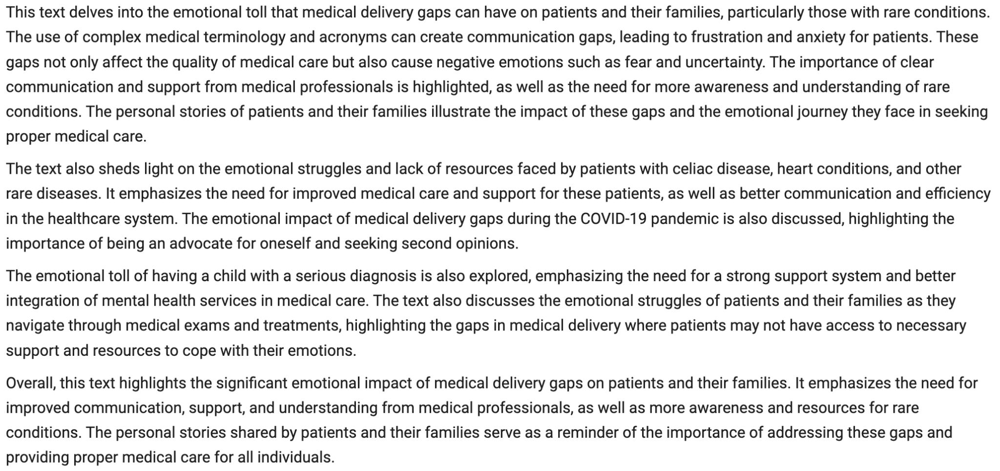 This text delves into the emotional toll that medical delivery gaps can have on patients and their families, particularly those with rare conditions.
The use of complex medical terminology and acronyms can create communication gaps, leading to frustration and anxiety for patients. These
gaps not only affect the quality of medical care but also cause negative emotions such as fear and uncertainty. The importance of clear
communication and support from medical professionals is highlighted, as well as the need for more awareness and understanding of rare
conditions. The personal stories of patients and their families illustrate the impact of these gaps and the emotional journey they face in seeking
proper medical care.
The text also sheds light on the emotional struggles and lack of resources faced by patients with celiac disease, heart conditions, and other
rare diseases. It emphasizes the need for improved medical care and support for these patients, as well as better communication and efficiency
in the healthcare system. The emotional impact of medical delivery gaps during the COVID-19 pandemic is also discussed, highlighting the
importance of being an advocate for oneself and seeking second opinions.
The emotional toll of having a child with a serious diagnosis is also explored, emphasizing the need for a strong support system and better
integration of mental health services in medical care. The text also discusses the emotional struggles of patients and their families as they
navigate through medical exams and treatments, highlighting the gaps in medical delivery where patients may not have access to necessary
support and resources to cope with their emotions.
Overall, this text highlights the significant emotional impact of medical delivery gaps on patients and their families. It emphasizes the need for
improved communication, support, and understanding from medical professionals, as well as more awareness and resources for rare
conditions. The personal stories shared by patients and their families serve as a reminder of the importance of addressing these gaps and
providing proper medical care for all individuals.